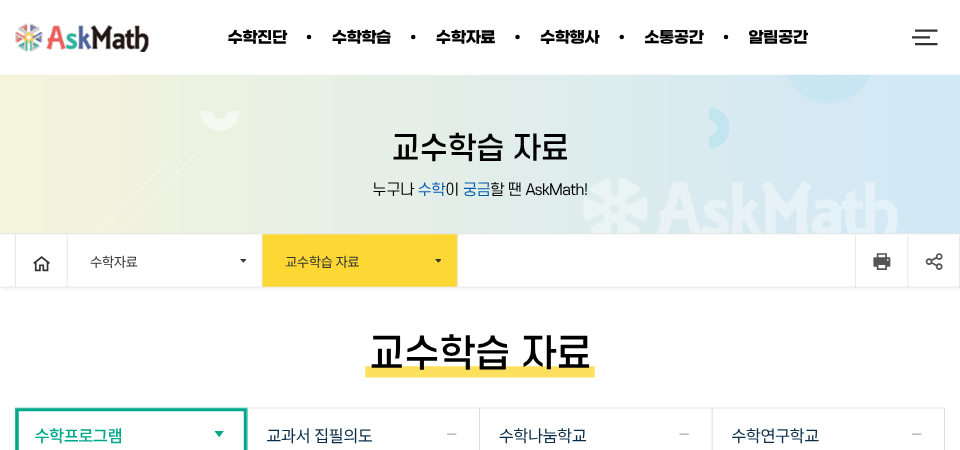 AskMath
수학진단 • 수학학습 • 수학자료 • 수학행사 • 소통공간 • 알림공간
교수학습 자료
누구나 수학이 궁금할 땐 AskMath!
AskMath
수학자료
교수학습 자료
교수학습 자료
수학프로그램
교과서 집필의도
수학나눔학교
수학연구학교